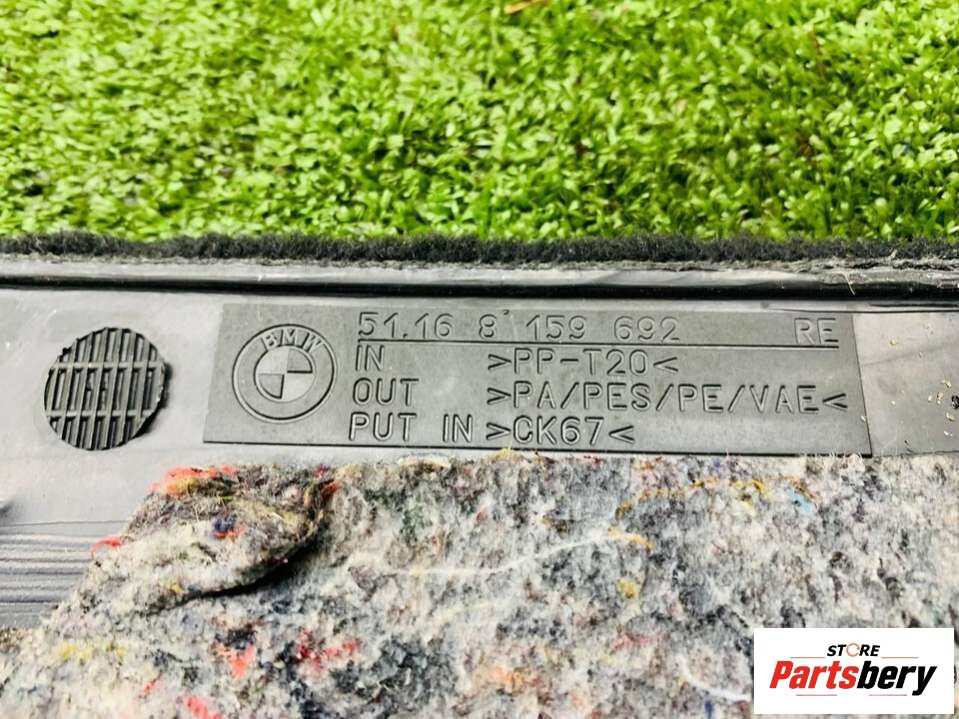 BMW
51.16 8 159 692 RE
IN >PP-T20<
OUT >PA/PES/PE/VAE<
PUT IN >CK67<
STORE
Partsbery